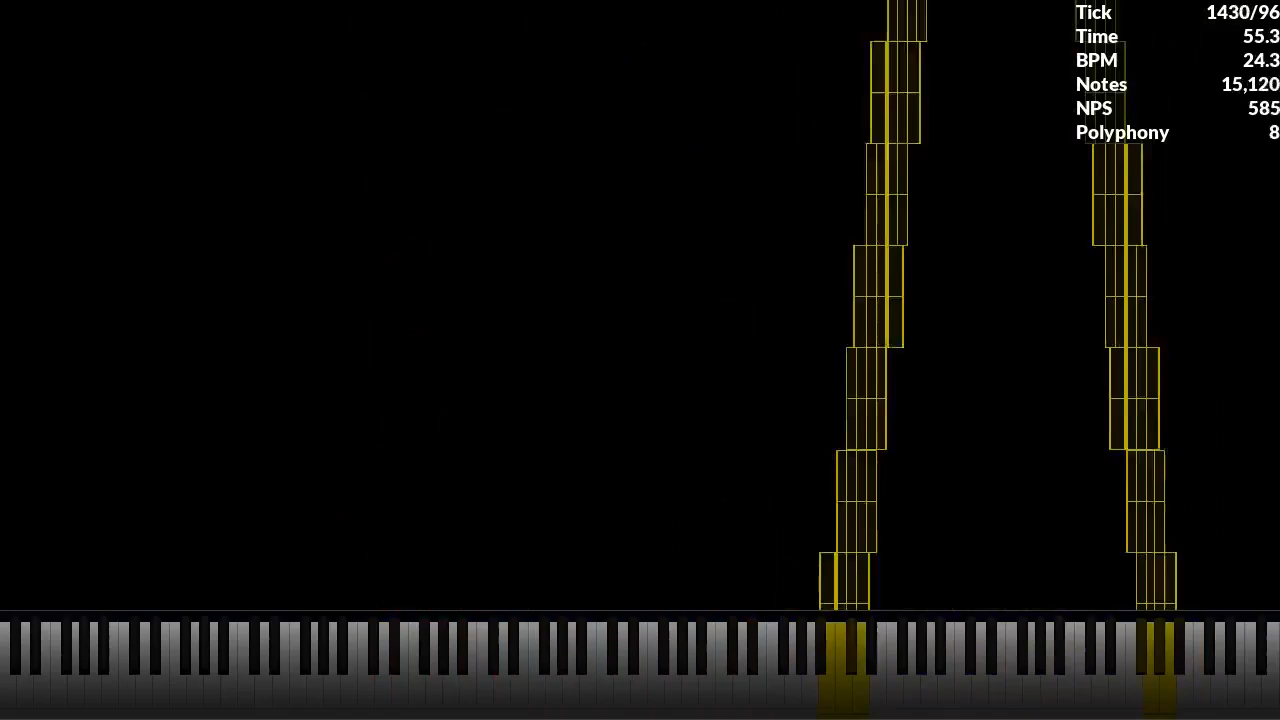 Tick 1430/96
Time 55.3
BPM 24.3
Notes 15,120
NPS 585
Polyphony 8